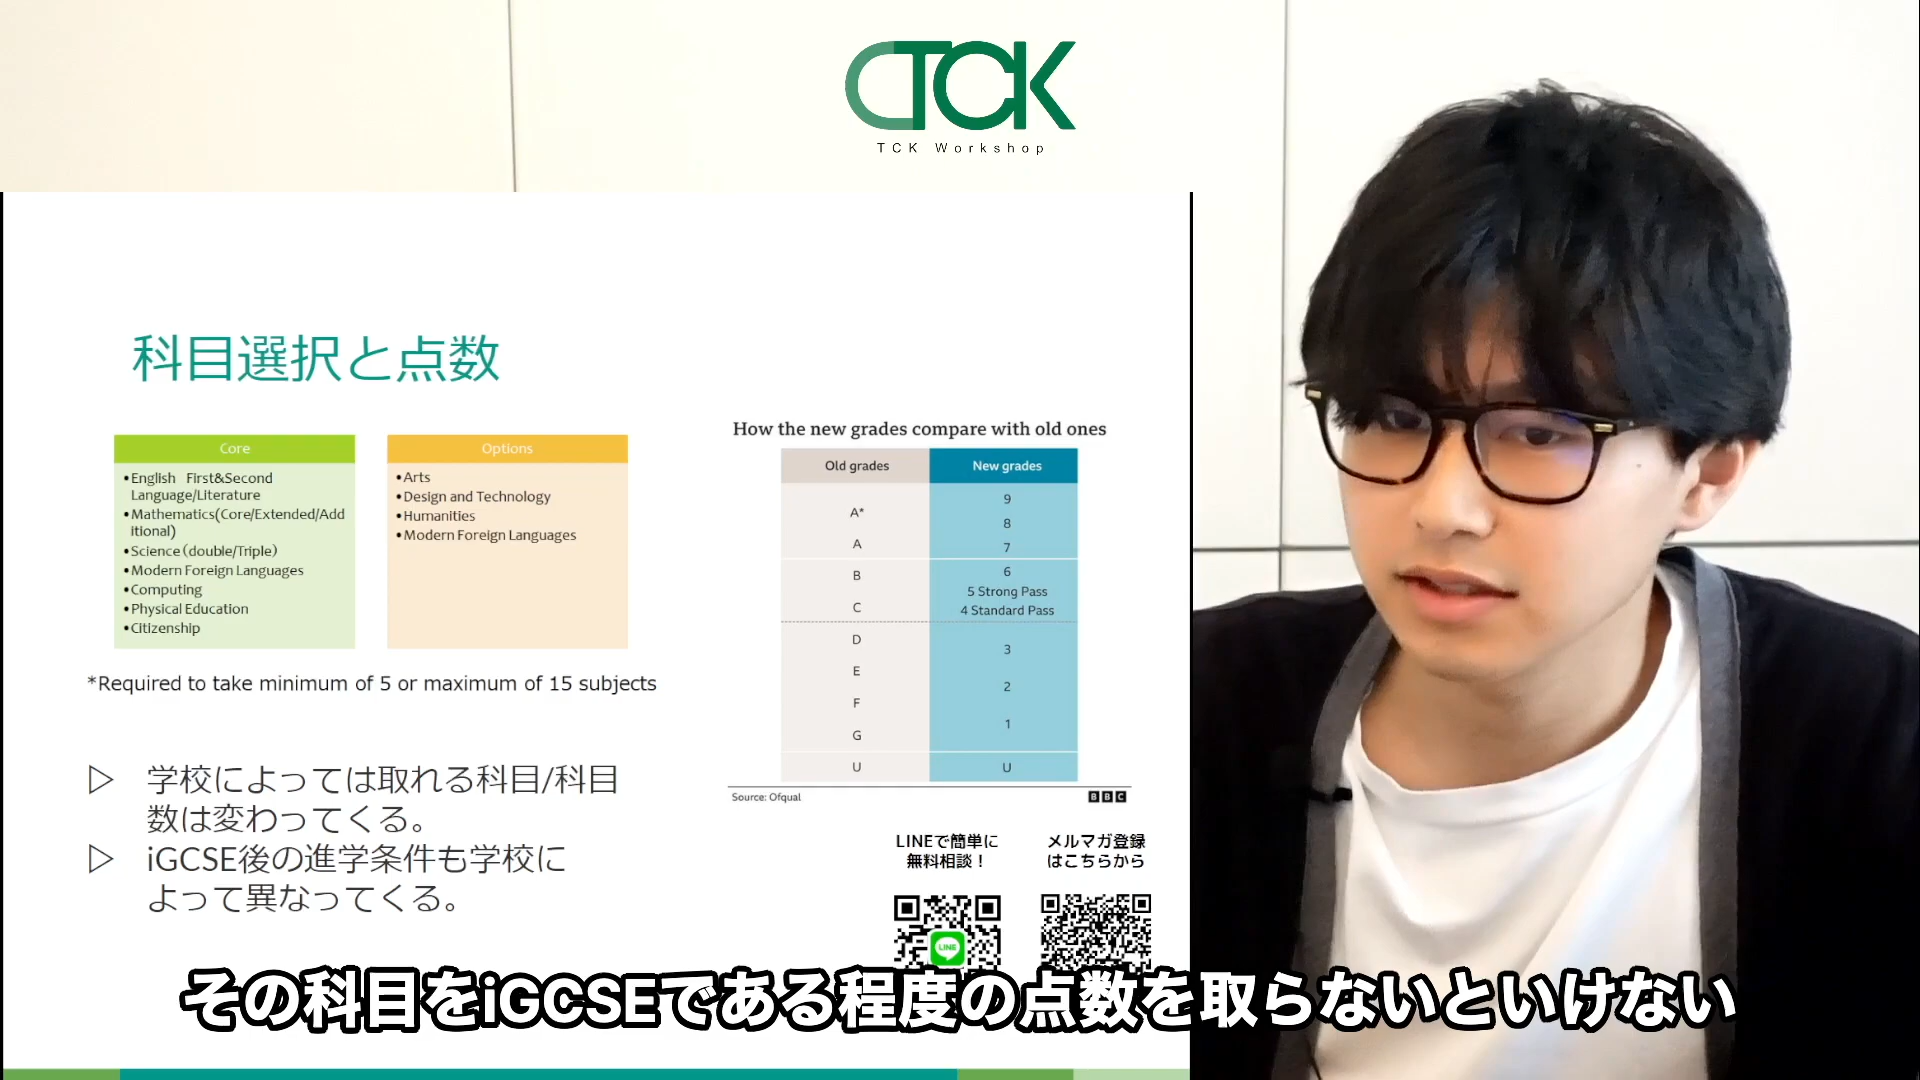 TCK
TCK Workshop
科目選択と点数
Core
•English First&Second
Language/Literature
•Mathematics(Core/Extended/Add
itional)
•Science（double/Triple）
•Modern Foreign Languages
•Computing
•Physical Education
•Citizenship
Options
•Arts
•Design and Technology
•Humanities
•Modern Foreign Languages
*Required to take minimum of 5 or maximum of 15 subjects
▷ 学校によっては取れる科目/科目
数は変わってくる。
▷ iGCSE後の進学条件も学校に
よって異なってくる。
How the new grades compare with old ones
Old grades
New grades
A*
A
B
C
D
E
F
G
U
9
8
7
6
5 Strong Pass
4 Standard Pass
3
2
1
U
Source: Ofqual
BBC
LINEで簡単に
無料相談！
メルマガ登録
はこちらから
LINE
その科目をiGCSEである程度の点数を取らないといけない